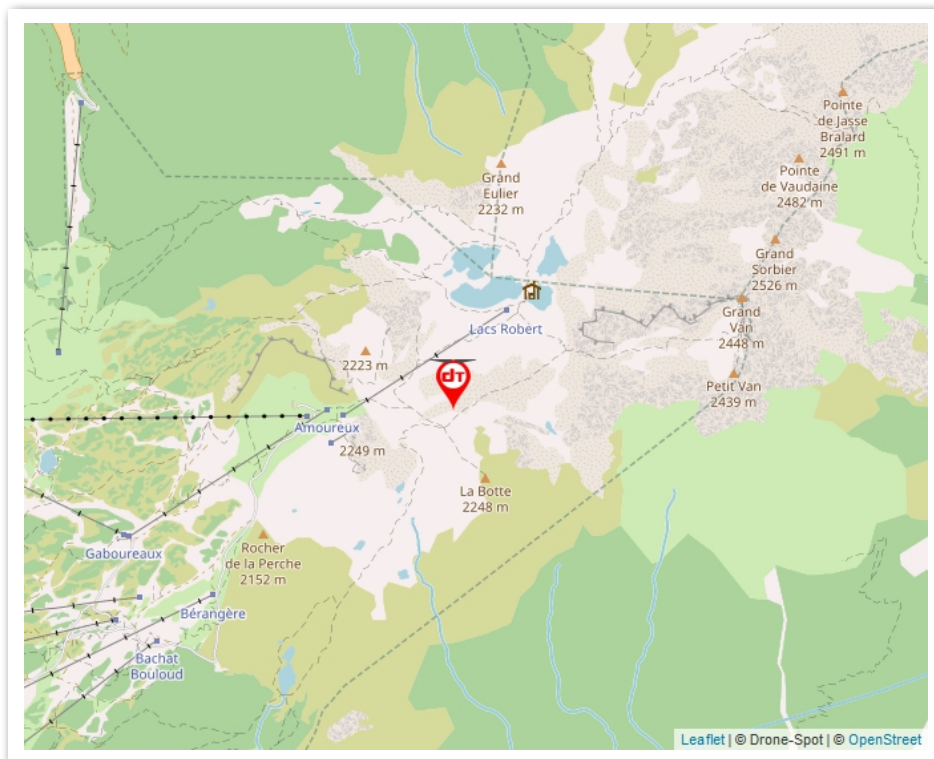 Pointe
de Jasse
Bralard
2491 m
Pointe
de Vaudaine
2482 m
Grand
Eulier
2232 m
Grand
Sorbier
2526 m
Grand
Van
2448 m
Lacs Robert
2223 m
dT
Petit Van
2439 m
Amoureux
2249 m
La Botte
2248 m
Gaboureaux
Rocher
de la Perche
2152 m
Bérangère
Bachat
Bouloud
Leaflet | © Drone-Spot | © OpenStreet